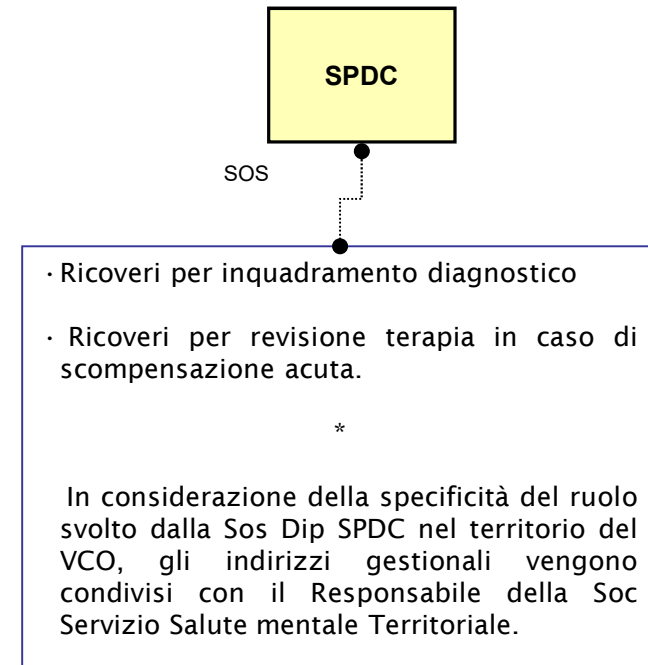 SPDC
SOS
· Ricoveri per inquadramento diagnostico
· Ricoveri per revisione terapia in caso di
scompensazione acuta.
*
In considerazione della specificità del ruolo
svolto dalla Sos Dip SPDC nel territorio del
VCO, gli indirizzi gestionali vengono
condivisi con il Responsabile della Soc
Servizio Salute mentale Territoriale.